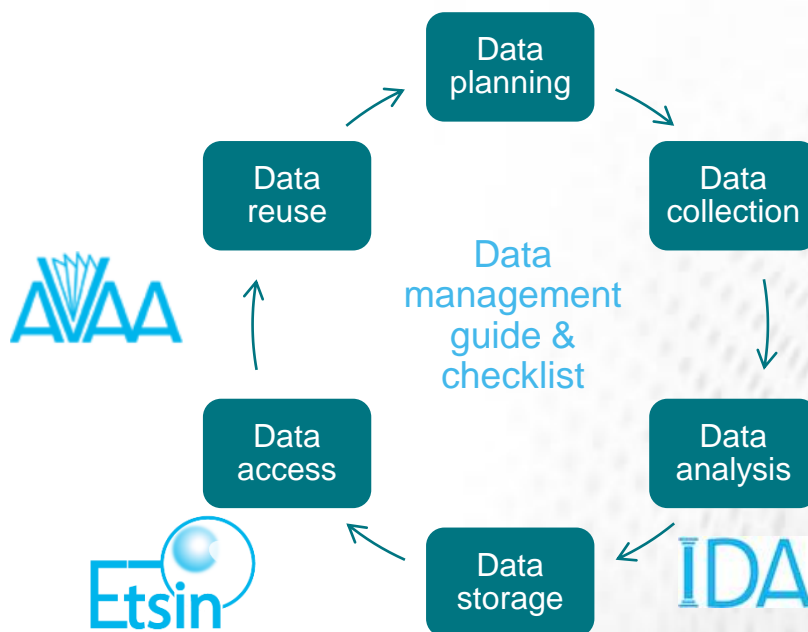 Data
planning
Data
reuse
Data
collection
Data
management
guide &
checklist
AVAA
Data
access
Data
analysis
Etsin
Data
storage
IDA